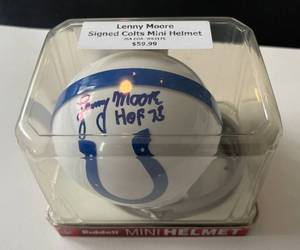 Lenny Moore
Signed Colts Mini Helmet
$59.99
Lenny Moore
HOF 75
Riddell MINI HELMET